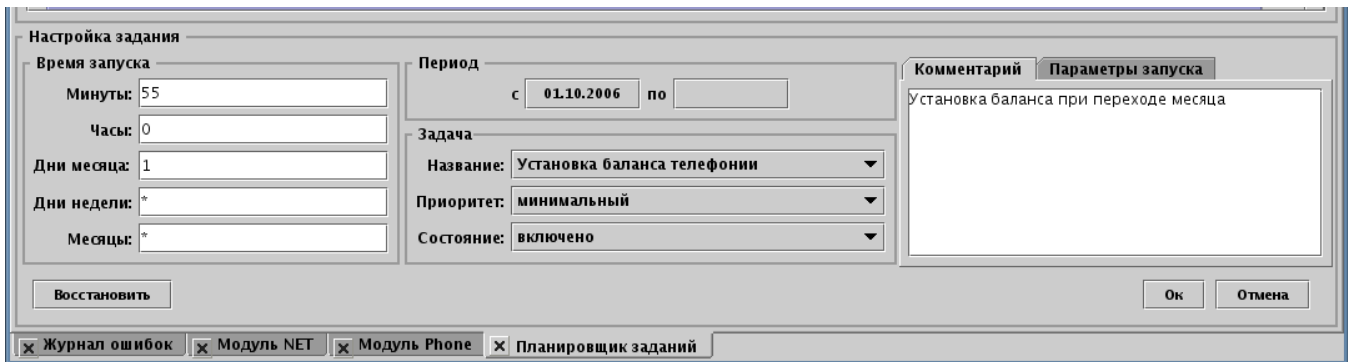 Настройка задания
Время запуска
Минуты: 55
Часы: 0
Дни месяца: 1
Дни недели: *
Месяцы: *
Период
с 01.10.2006 по
Задача
Название: Установка баланса телефонии
Приоритет: минимальный
Состояние: включено
Комментарий Параметры запуска
Установка баланса при переходе месяца
Восстановить Ок Отмена
Журнал ошибок Модуль NET Модуль Phone Планировщик заданий